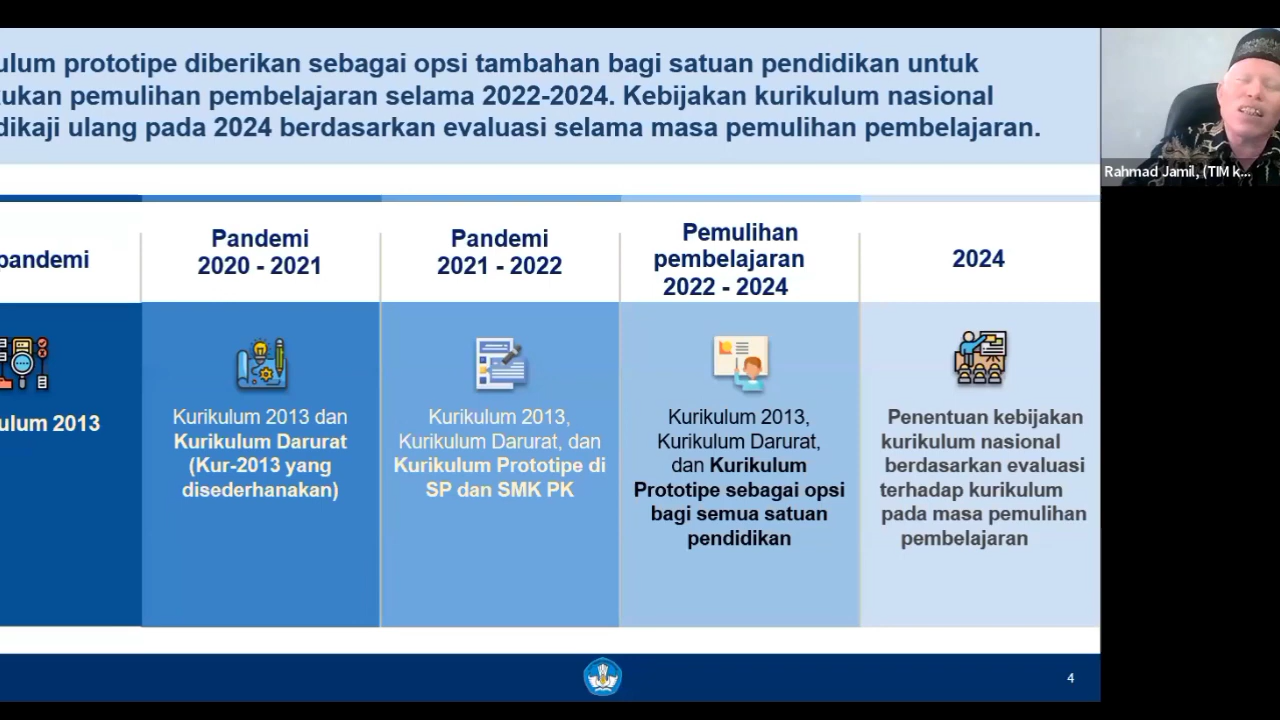 ulum prototipe diberikan sebagai opsi tambahan bagi satuan pendidikan untuk
ukan pemulihan pembelajaran selama 2022-2024. Kebijakan kurikulum nasional
dikaji ulang pada 2024 berdasarkan evaluasi selama masa pemulihan pembelajaran.
Rahmad Jamil, (TIM k...
pandemi
ulum 2013
Pandemi
2020 - 2021
Kurikulum 2013 dan
Kurikulum Darurat
(Kur-2013 yang
disederhanakan)
Pandemi
2021 - 2022
Kurikulum 2013,
Kurikulum Darurat, dan
Kurikulum Prototipe di
SP dan SMK PK
Pemulihan
pembelajaran
2022 - 2024
Kurikulum 2013,
Kurikulum Darurat,
dan Kurikulum
Prototipe sebagai opsi
bagi semua satuan
pendidikan
2024
Penentuan kebijakan
kurikulum nasional
berdasarkan evaluasi
terhadap kurikulum
pada masa pemulihan
pembelajaran
4